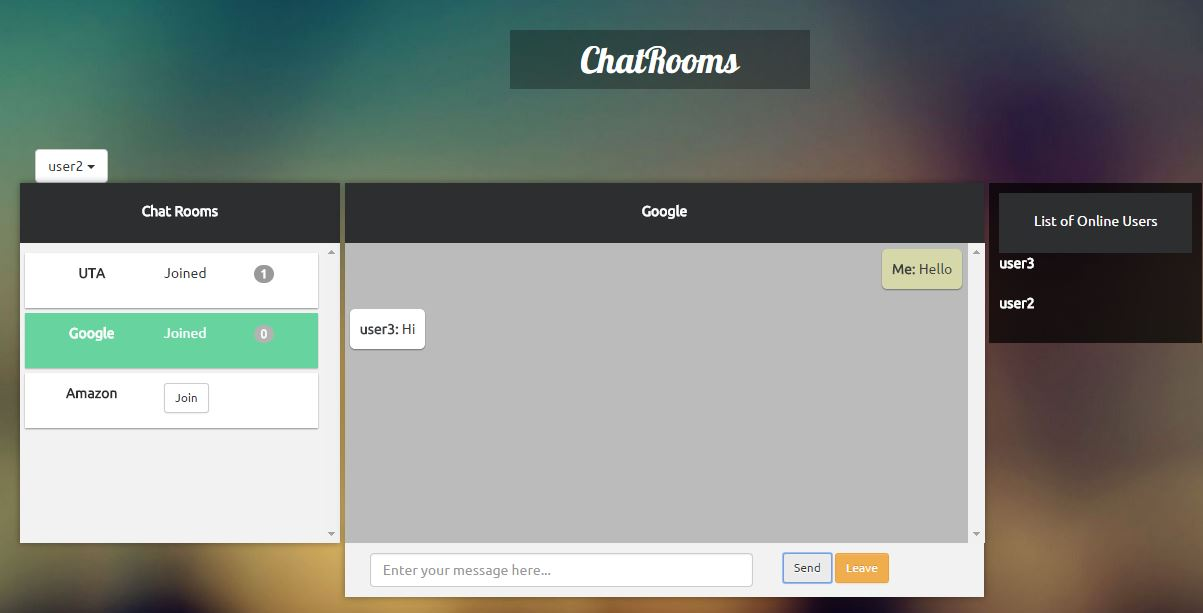 ChatRooms
user2
Chat Rooms
UTA Joined 1
Google Joined 0
Amazon Join
Google
Me: Hello
user3: Hi
Enter your message here...
Send Leave
List of Online Users
user3
user2